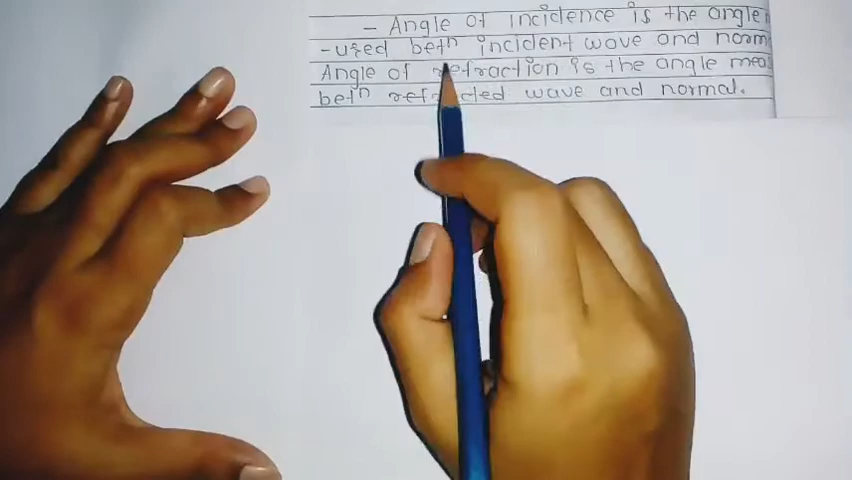 - Angle of incidence is the angle
- ured betn incident wave and norm
Angle of refraction is the angle mea
betn refracted wave and normal.